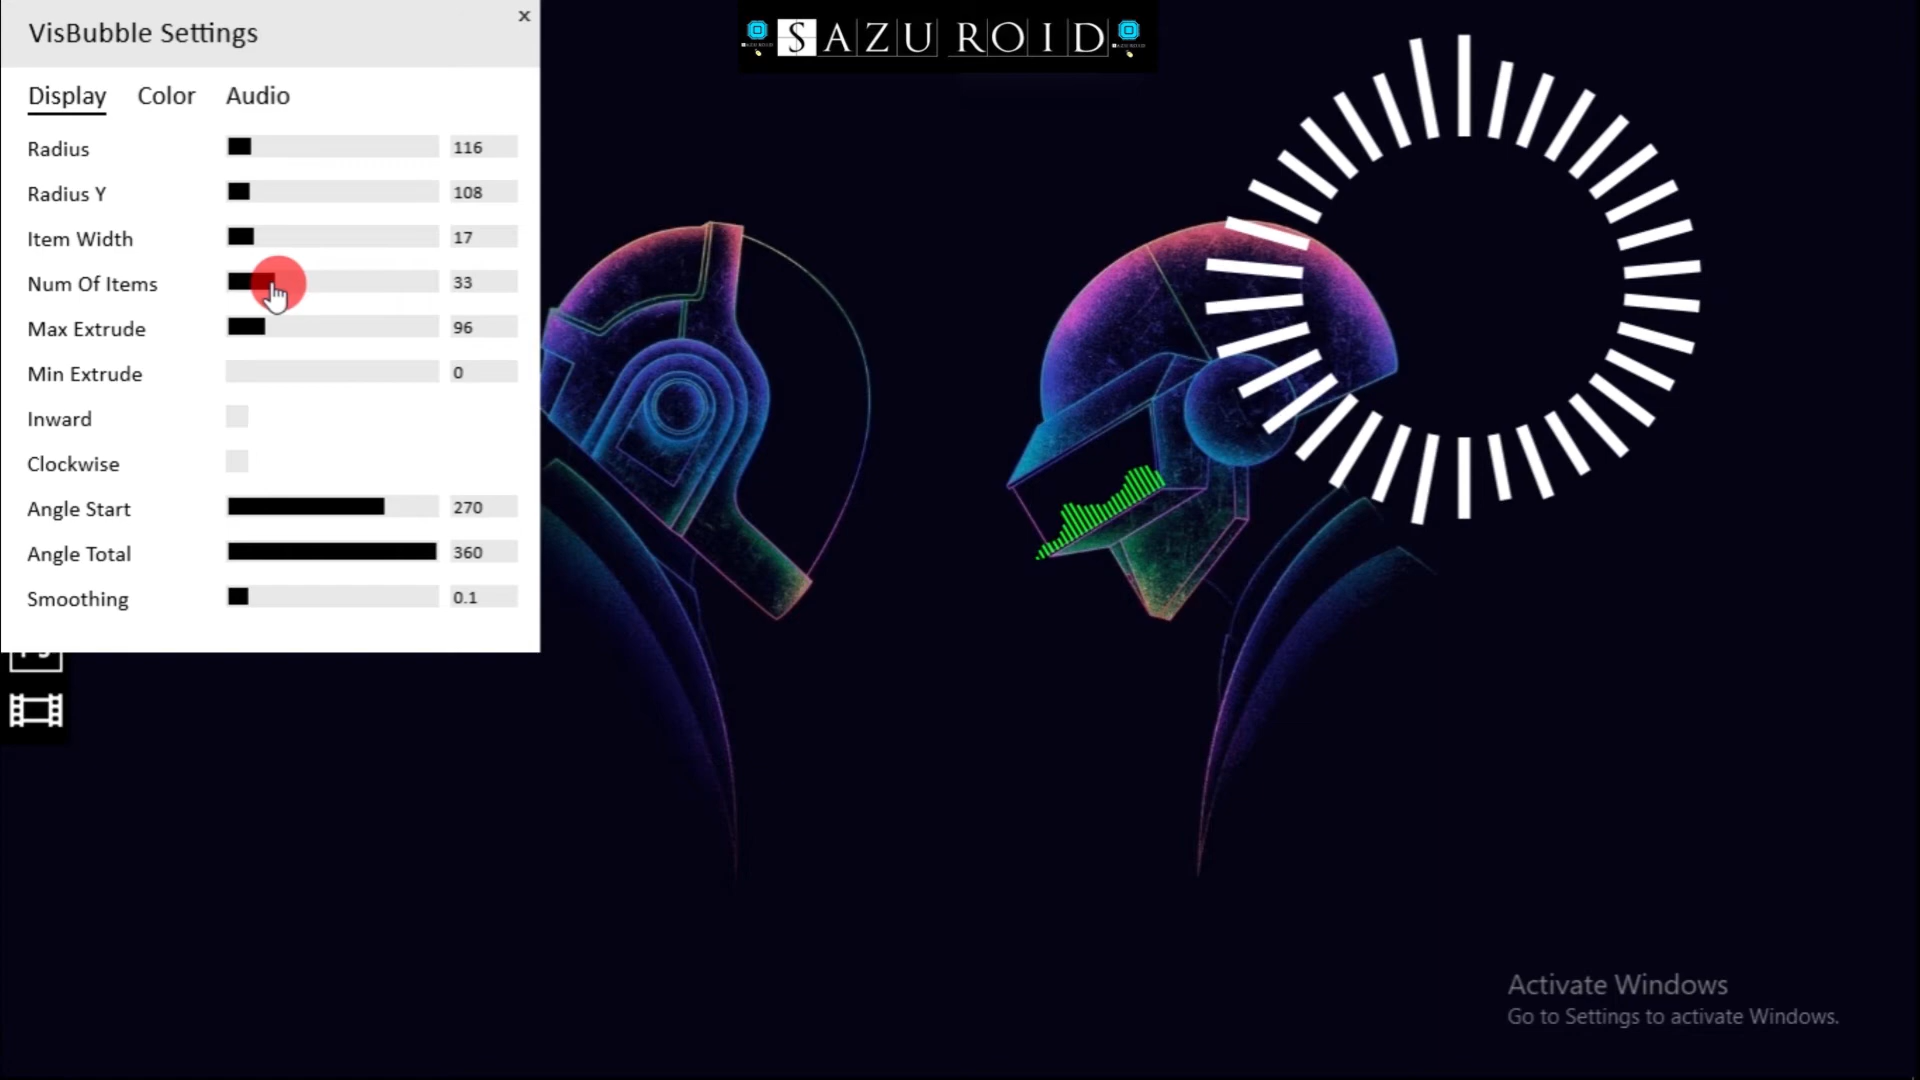 VisBubble Settings
x
SAZU ROID
Display Color Audio
Radius 116
Radius Y 108
Item Width 17
Num Of Items 33
Max Extrude 96
Min Extrude 0
Inward
Clockwise
Angle Start 270
Angle Total 360
Smoothing 0.1
Activate Windows
Go to Settings to activate Windows.